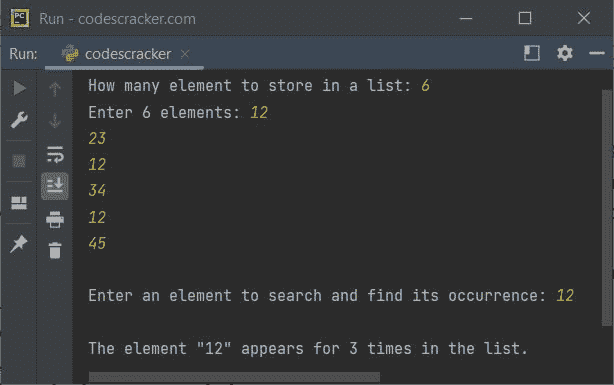 PC Run - codescracker.com
Run: codescracker
How many element to store in a list: 6
Enter 6 elements: 12
23
12
34
12
45
Enter an element to search and find its occurrence: 12
The element "12" appears for 3 times in the list.